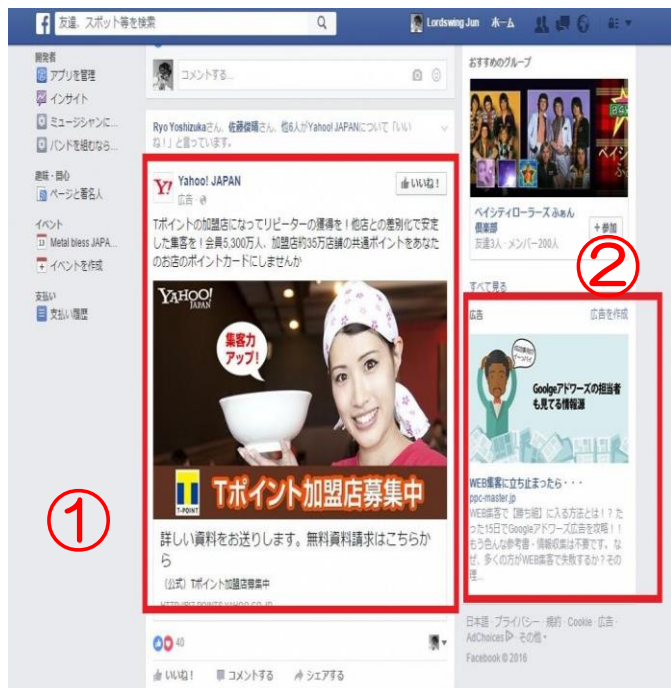 友達、スポット等を検索
Lordswing Jun
ホーム
開発者
アプリを管理
インサイト
ミュージシャンに...
バンドを組むなら...
趣味・関心
ページと著名人
イベント
Metal bless JAPA...
イベントを作成
支払い
支払い履歴
コメントする...
Ryo Yoshizukaさん、佐藤俊晴さん、他6人がYahoo! JAPANについて「いい
ね！」と言っています。
Yahoo! JAPAN
広告
いいね！
Tポイントの加盟店になってリピーターの獲得を！他店との差別化で安定
した集客を！会員5,300万人、加盟店約35万店舗の共通ポイントをあなた
のお店のポイントカードにしませんか
YAHOO!
JAPAN
集客力
アップ！
T-POINT
Tポイント加盟店募集中
詳しい資料をお送りします。無料資料請求はこちらか
ら
（公式）Tポイント加盟店募集中
40
いいね！
コメントする
シェアする
①
おすすめのグループ
ベイシティローラーズ ふぁん
倶楽部
友達3人・メンバー200人
+参加
②
すべて見る
広告
広告を作成
Goolgeアドワーズの担当者
も見てる情報源
WEB集客に立ち止まったら・・・
ppc-master.jp
WEB集客で【勝ち組】に入る方法とは！？た
った15日でGoogleアドワーズ広告を攻略！！
もう色んな参考書・情報収集は不要です。な
ぜ、多くの方がWEB集客で失敗するか？その
理...
日本語・プライバシー・規約・Cookie・広告・
AdChoices・その他
Facebook © 2016